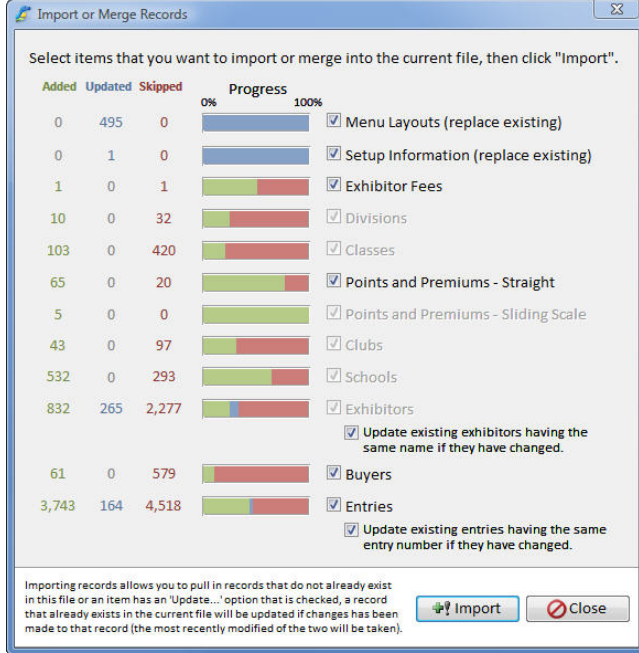 Import or Merge Records
Select items that you want to import or merge into the current file, then click "Import".
Added Updated Skipped Progress
0% 100%
0 495 0 Menu Layouts (replace existing)
0 1 0 Setup Information (replace existing)
1 0 1 Exhibitor Fees
10 0 32 Divisions
103 0 420 Classes
65 0 20 Points and Premiums - Straight
5 0 0 Points and Premiums - Sliding Scale
43 0 97 Clubs
532 0 293 Schools
832 265 2,277 Exhibitors
Update existing exhibitors having the
same name if they have changed.
61 0 579 Buyers
3,743 164 4,518 Entries
Update existing entries having the same
entry number if they have changed.
Importing records allows you to pull in records that do not already exist
in this file or an item has an 'Update...' option that is checked, a record
that already exists in the current file will be updated if changes has been
made to that record (the most recently modified of the two will be taken).
Import Close